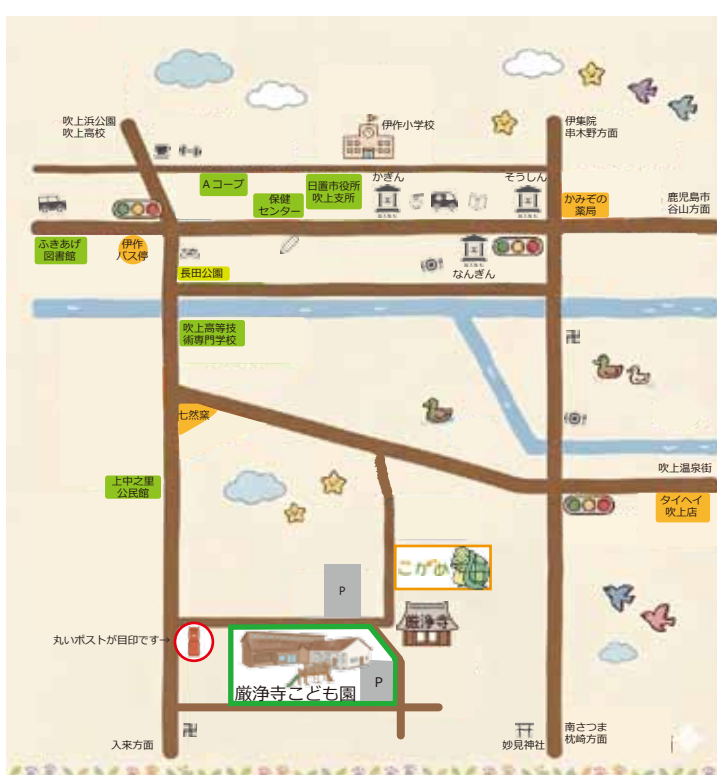 吹上浜公園
吹上高校
伊作小学校
伊集院
串木野方面
Aコープ
保健
センター
日置市役所
吹上支所
かぎん
そうしん
かみぞの
薬局
鹿児島市
谷山方面
ふきあげ
図書館
伊作
バス停
長田公園
なんぎん
吹上高等技
術専門学校
七然窯
上中之里
公民館
吹上温泉街
タイヘイ
吹上店
こがめ
P
厳浄寺
丸いポストが目印です→
厳浄寺こども園
P
入来方面
妙見神社
南さつま
枕崎方面